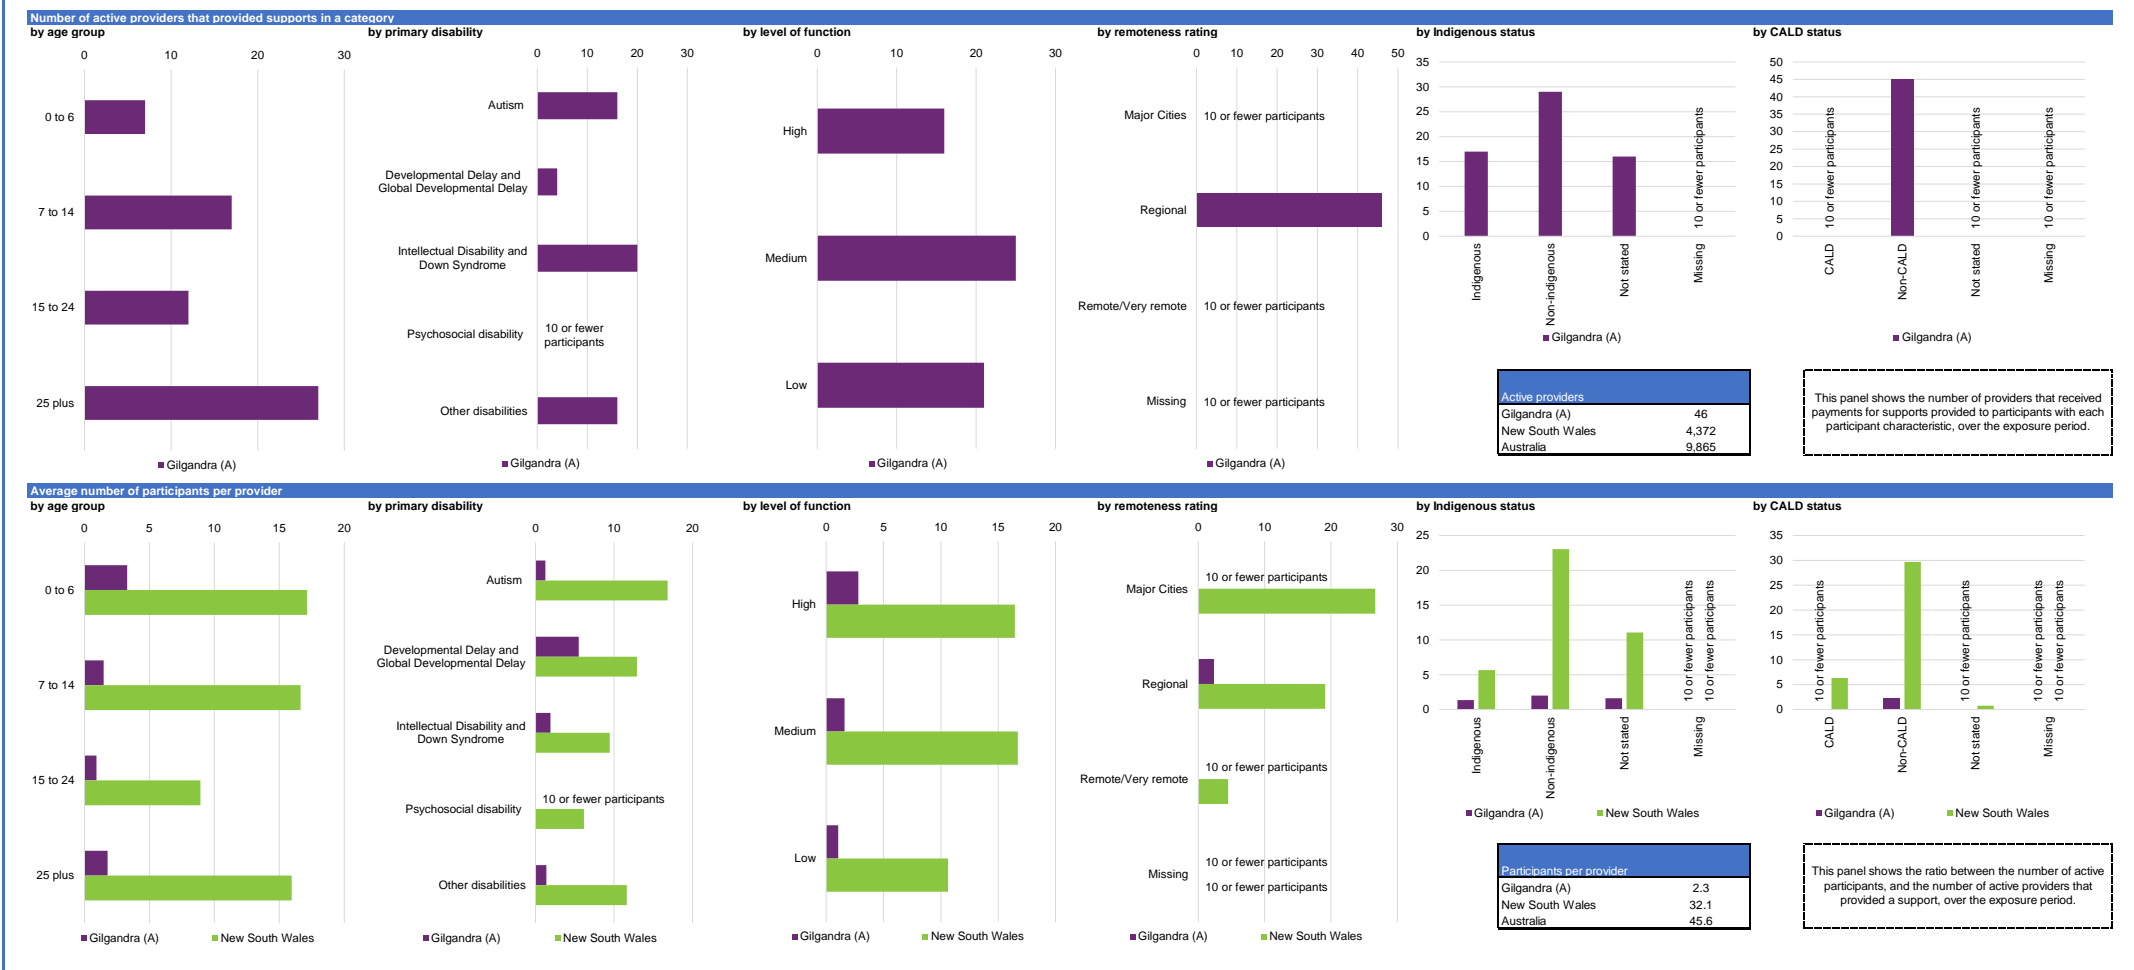 Number of active providers that provided supports in a category
by age group
0 10 20 30
0 to 6
7 to 14
15 to 24
25 plus
Gilgandra (A)
by primary disability
0 10 20 30
Autism
Developmental Delay and
Global Developmental Delay
Intellectual Disability and
Down Syndrome
Psychosocial disability
10 or fewer
participants
Other disabilities
Gilgandra (A)
by level of function
0 10 20 30
High
Medium
Low
Gilgandra (A)
by remoteness rating
0 10 20 30 40 50
Major Cities 10 or fewer participants
Regional
Remote/Very remote 10 or fewer participants
Missing 10 or fewer participants
Gilgandra (A)
by Indigenous status
35
30
25
20
15
10
5
0
10 or fewer participants
Indigenous
Non-indigenous
Not stated
Missing
Gilgandra (A)
by CALD status
50
45
40
35
30
25
20
15
10
5
0
10 or fewer participants
10 or fewer participants
10 or fewer participants
CALD
Non-CALD
Not stated
Missing
Gilgandra (A)
Active providers
Gilgandra (A) 46
New South Wales 4,372
Australia 9,865
This panel shows the number of providers that received
payments for supports provided to participants with each
participant characteristic, over the exposure period.
Average number of participants per provider
by age group
0 5 10 15 20
0 to 6
7 to 14
15 to 24
25 plus
Gilgandra (A) New South Wales
by primary disability
0 10 20
Autism
Developmental Delay and
Global Developmental Delay
Intellectual Disability and
Down Syndrome
Psychosocial disability
10 or fewer participants
Other disabilities
Gilgandra (A) New South Wales
by level of function
0 5 10 15 20
High
Medium
Low
Gilgandra (A) New South Wales
by remoteness rating
0 10 20 30
10 or fewer participants
Major Cities
Regional
10 or fewer participants
Remote/Very remote
10 or fewer participants
Missing
10 or fewer participants
Gilgandra (A) New South Wales
by Indigenous status
25
20
15
10
5
0
10 or fewer participants
10 or fewer participants
Indigenous
Non-indigenous
Not stated
Missing
Gilgandra (A) New South Wales
by CALD status
35
30
25
20
15
10
5
0
10 or fewer participants
10 or fewer participants
10 or fewer participants
10 or fewer participants
CALD
Non-CALD
Not stated
Missing
Gilgandra (A) New South Wales
Participants per provider
Gilgandra (A) 2.3
New South Wales 32.1
Australia 45.6
This panel shows the ratio between the number of active
participants, and the number of active providers that
provided a support, over the exposure period.